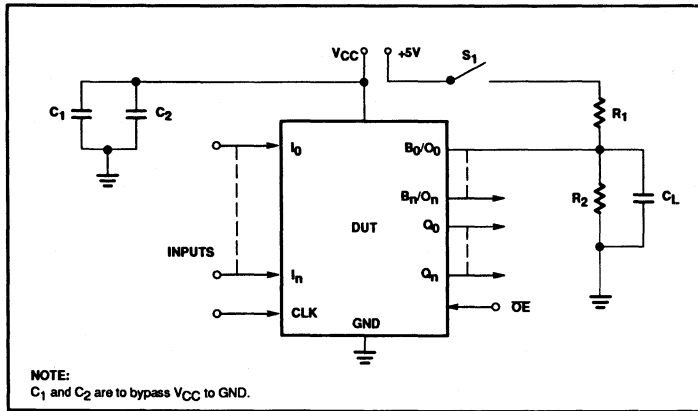 VCC +5V S1
C1 C2 R1
I0 B0/O0
Bn/On R2 CL
DUT Q0
INPUTS
In Qn
CLK OE
GND
NOTE:
C1 and C2 are to bypass VCC to GND.